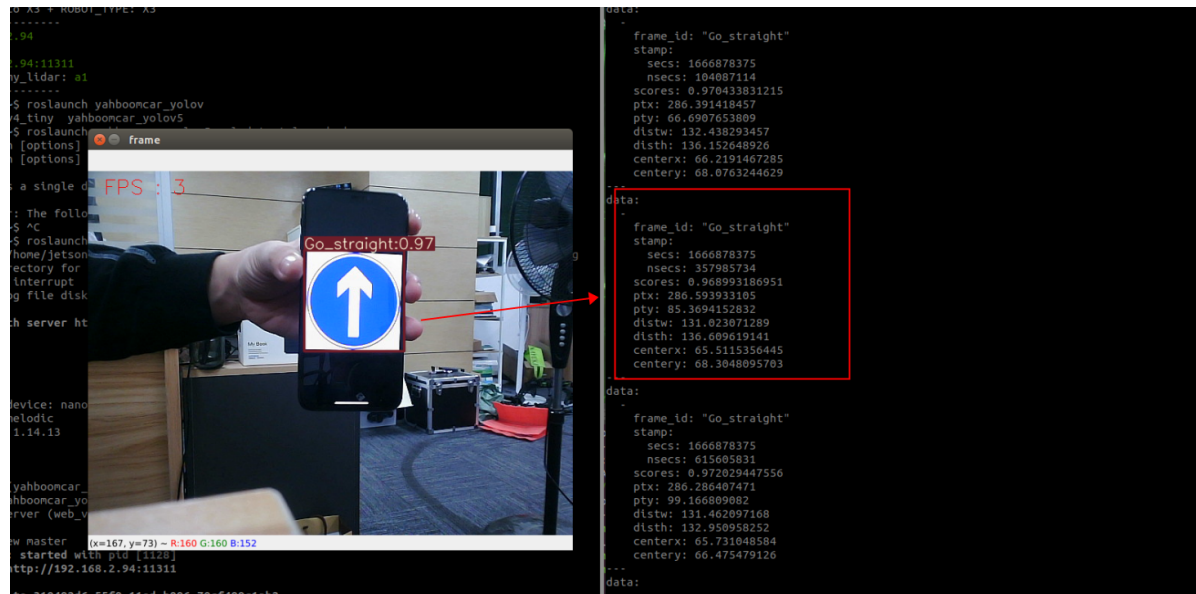 to X3 + ROBOT_TYPE: X3
--------
2.94
2.94:11311
my_lidar: a1
--------
~$ roslaunch yahboomcar_yolov
v4_tiny yahboomcar_yolov5
~$ roslaunch
[options]
[options]
s a single d
: The follo
~$ ^C
~$ roslaunch
/home/jetson
rectory for
interrupt
og file disk
ch server ht
device: nano
melodic
1.14.13
(yahboomcar_
ahboomcar_yo
erver (web_v
ew master
started with pid [1128]
http://192.168.2.94:11311
frame
FPS : 3
Go_straight:0.97
My Book
(x=167, y=73) ~ R:160 G:160 B:152
data:
-
frame_id: "Go_straight"
stamp:
secs: 1666878375
nsecs: 104087114
scores: 0.970433831215
ptx: 286.391418457
pty: 66.6907653809
distw: 132.438293457
disth: 136.152648926
centerx: 66.2191467285
centery: 68.0763244629
---
data:
-
frame_id: "Go_straight"
stamp:
secs: 1666878375
nsecs: 357985734
scores: 0.968993186951
ptx: 286.593933105
pty: 85.3694152832
distw: 131.023071289
disth: 136.609619141
centerx: 65.5115356445
centery: 68.3048095703
---
data:
-
frame_id: "Go_straight"
stamp:
secs: 1666878375
nsecs: 615605831
scores: 0.972029447556
ptx: 286.286407471
pty: 99.166809082
distw: 131.462097168
disth: 132.950958252
centerx: 65.731048584
centery: 66.475479126
---
data: